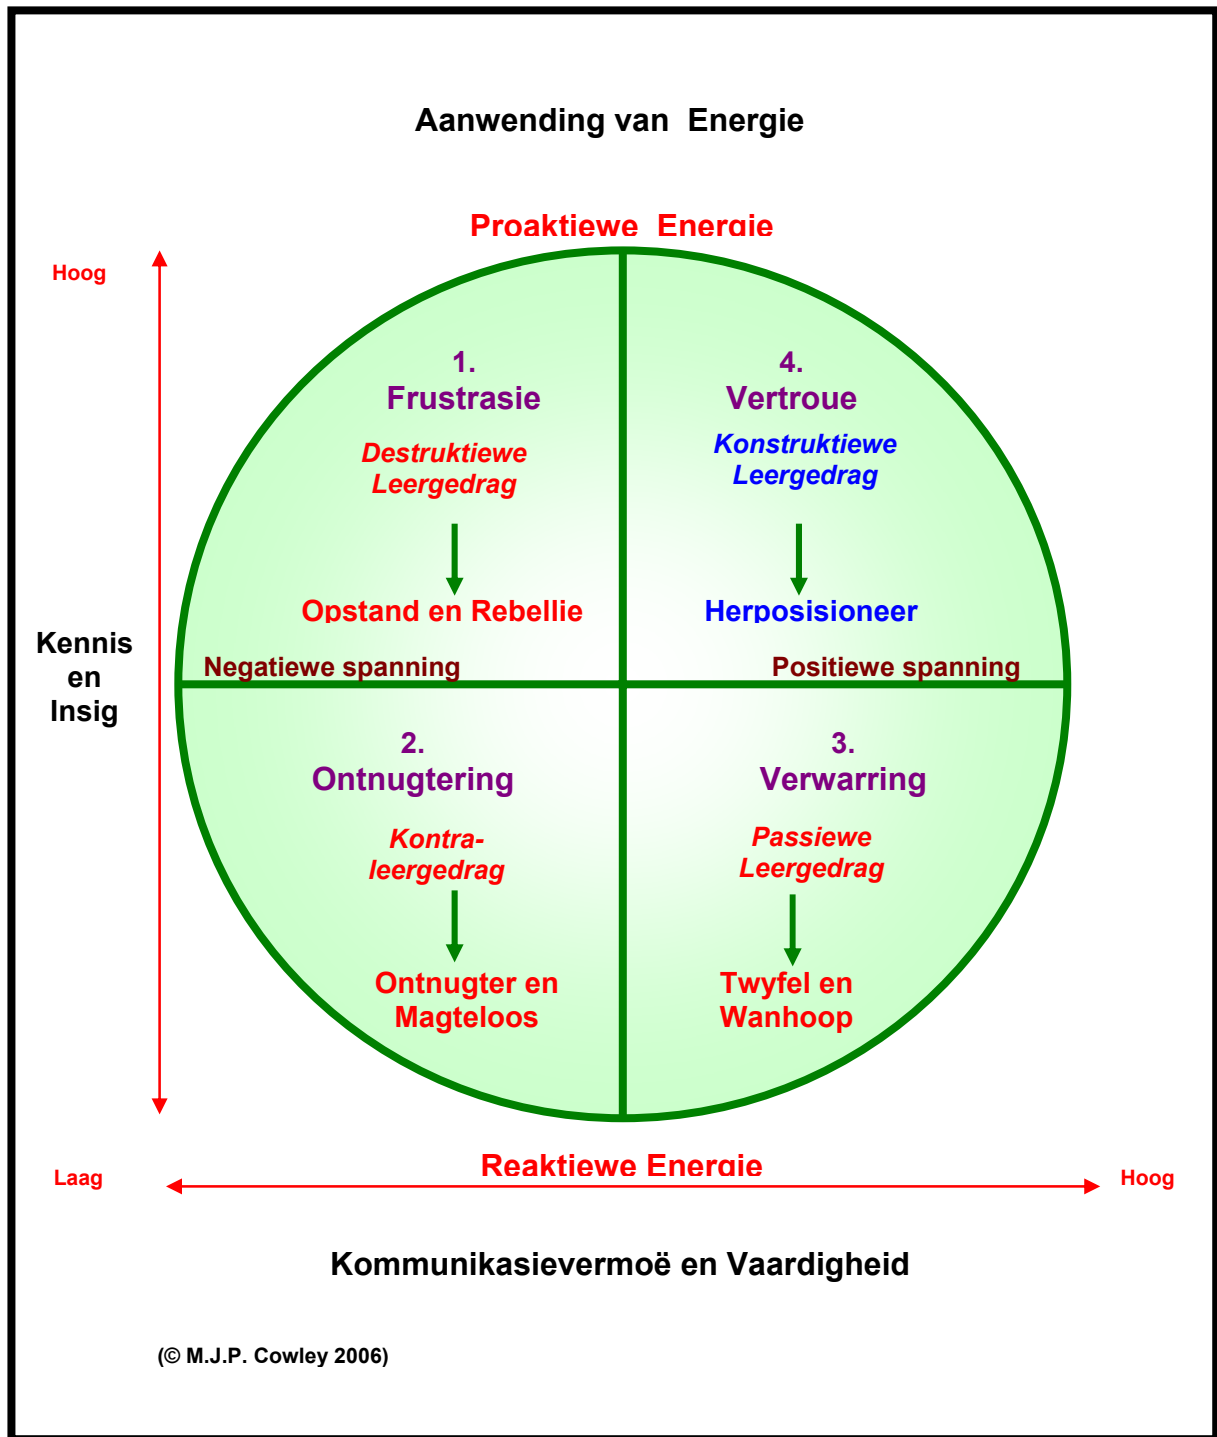 Aanwending van Energie
Proaktiewe Energie
Hoog
1.
Frustrasie
Destruktiewe
Leergedrag
Opstand en Rebellie
4.
Vertroue
Konstruktiewe
Leergedrag
Herposisioneer
Kennis
en
Insig
Negatiewe spanning
Positiewe spanning
2.
Ontnugtering
Kontra-
leergedrag
Ontnugter en
Magteloos
3.
Verwarring
Passiewe
Leergedrag
Twyfel en
Wanhoop
Laag
Reaktiewe Energie
Hoog
Kommunikasievermoë en Vaardigheid
(© M.J.P. Cowley 2006)